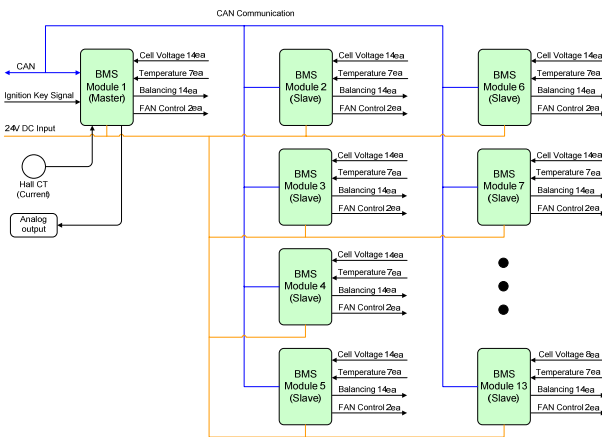 CAN Communication
CAN
Ignition Key Signal
24V DC Input
Hall CT
(Current)
Analog
output
BMS
Module 1
(Master)
Cell Voltage 14ea
Temperature 7ea
Balancing 14ea
FAN Control 2ea
BMS
Module 2
(Slave)
Cell Voltage 14ea
Temperature 7ea
Balancing 14ea
FAN Control 2ea
BMS
Module 3
(Slave)
Cell Voltage 14ea
Temperature 7ea
Balancing 14ea
FAN Control 2ea
BMS
Module 4
(Slave)
Cell Voltage 14ea
Temperature 7ea
Balancing 14ea
FAN Control 2ea
BMS
Module 5
(Slave)
Cell Voltage 14ea
Temperature 7ea
Balancing 14ea
FAN Control 2ea
BMS
Module 6
(Slave)
Cell Voltage 14ea
Temperature 7ea
Balancing 14ea
FAN Control 2ea
BMS
Module 7
(Slave)
Cell Voltage 14ea
Temperature 7ea
Balancing 14ea
FAN Control 2ea
BMS
Module 13
(Slave)
Cell Voltage 8ea
Temperature 7ea
Balancing 14ea
FAN Control 2ea